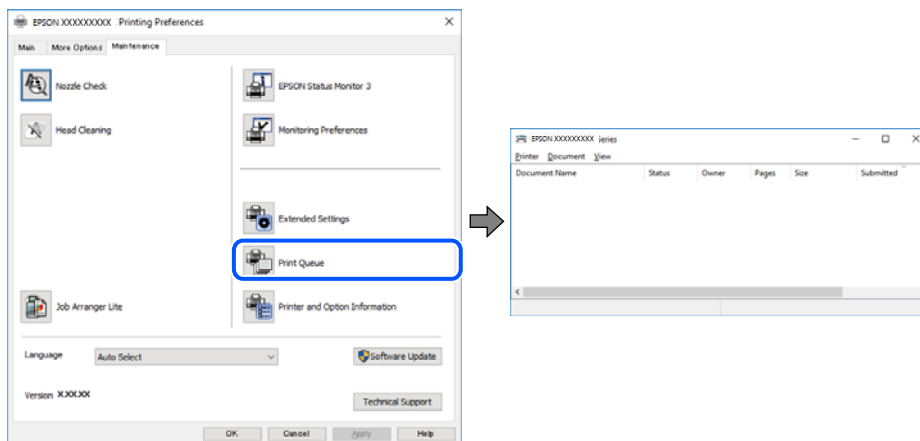 EPSON XXXXXXXXX Printing Preferences
Main More Options Maintenance
Nozzle Check
Head Cleaning
Job Arranger Lite
EPSON Status Monitor 3
Monitoring Preferences
Extended Settings
Print Queue
Printer and Option Information
Language Auto Select Software Update
Version X.XX.XX
Technical Support
OK Cancel Apply Help
EPSON XXXXXXXXX ieries
Printer Document View
Document Name Status Owner Pages Size Submitted